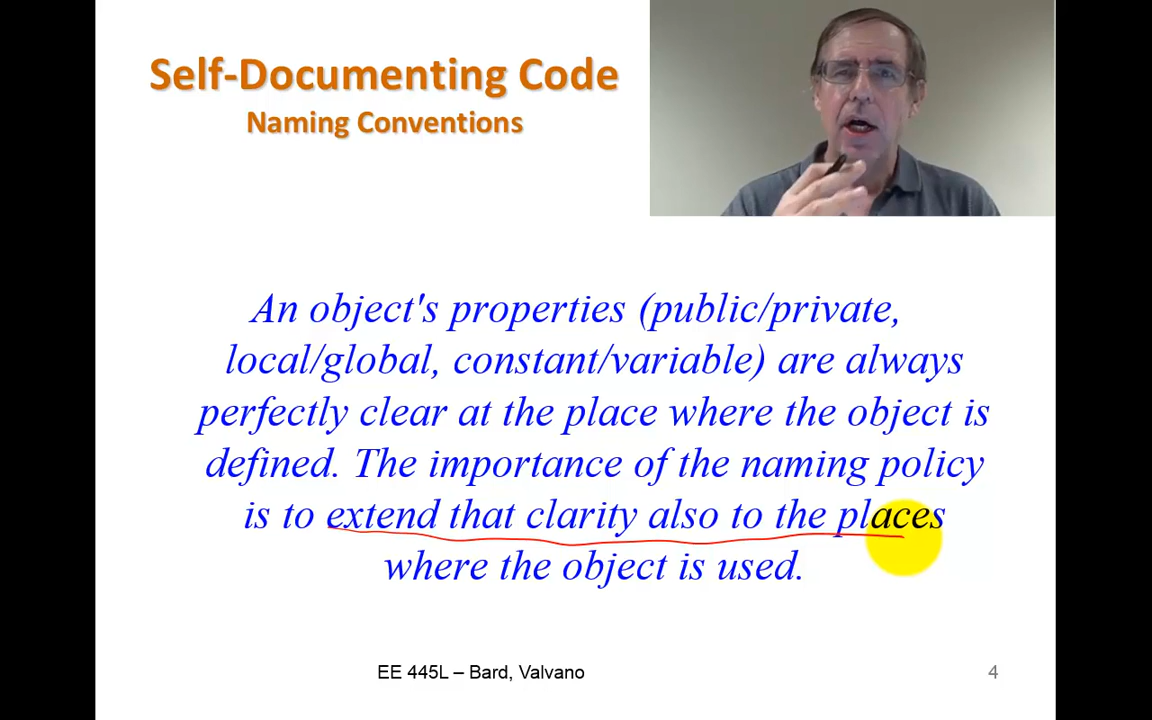 Self-Documenting Code
Naming Conventions
An object's properties (public/private,
local/global, constant/variable) are always
perfectly clear at the place where the object is
defined. The importance of the naming policy
is to extend that clarity also to the places
where the object is used.
EE 445L – Bard, Valvano
4